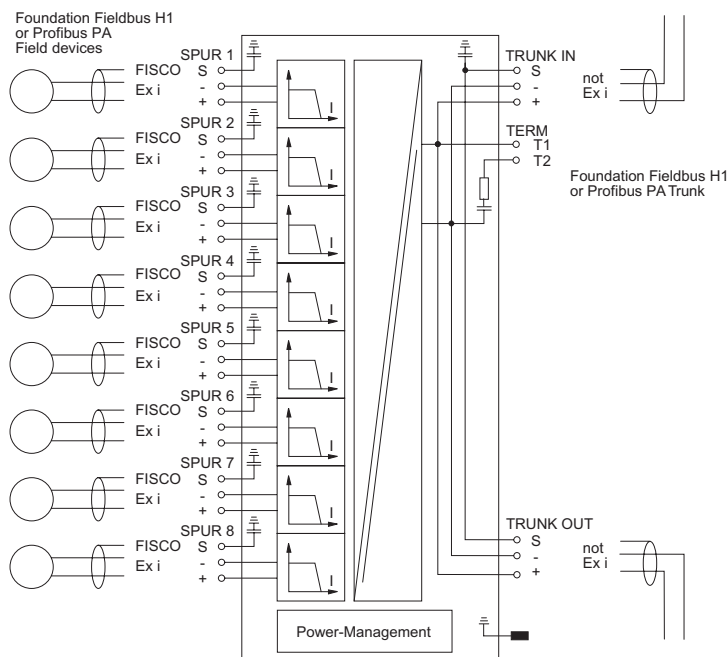 Foundation Fieldbus H1
or Profibus PA
Field devices
SPUR 1
FISCO S
Ex i -
+
I
SPUR 2
FISCO S
Ex i -
+
I
SPUR 3
FISCO S
Ex i -
+
I
SPUR 4
FISCO S
Ex i -
+
I
SPUR 5
FISCO S
Ex i -
+
I
SPUR 6
FISCO S
Ex i -
+
I
SPUR 7
FISCO S
Ex i -
+
I
SPUR 8
FISCO S
Ex i -
+
I
Power-Management
TRUNK IN
S
-
+
not
Ex i
TERM
T1
T2
Foundation Fieldbus H1
or Profibus PA Trunk
TRUNK OUT
S
-
+
not
Ex i